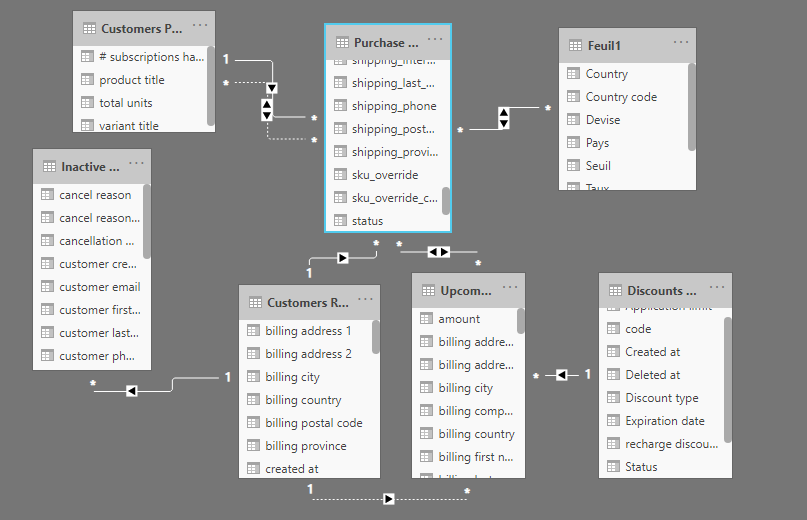 Customers P...
# subscriptions ha...
product title
total units
variant title
Purchase ...
shipping_inter...
shipping_last_...
shipping_phone
shipping_post...
shipping_provi...
sku_override
sku_override_c...
status
Feuil1
Country
Country code
Devise
Pays
Seuil
Taux
Inactive ...
cancel reason
cancel reason...
cancellation ...
customer cre...
customer email
customer first...
customer last...
customer ph...
Customers R...
billing address 1
billing address 2
billing city
billing country
billing postal code
billing province
created at
Upcom...
amount
billing addre...
billing addre...
billing city
billing comp...
billing country
billing first n...
Discounts ...
Application limit
code
Created at
Deleted at
Discount type
Expiration date
recharge discou...
Status
1
*
*
*
*
*
*
*
1
*
*
1
*
1
1
*